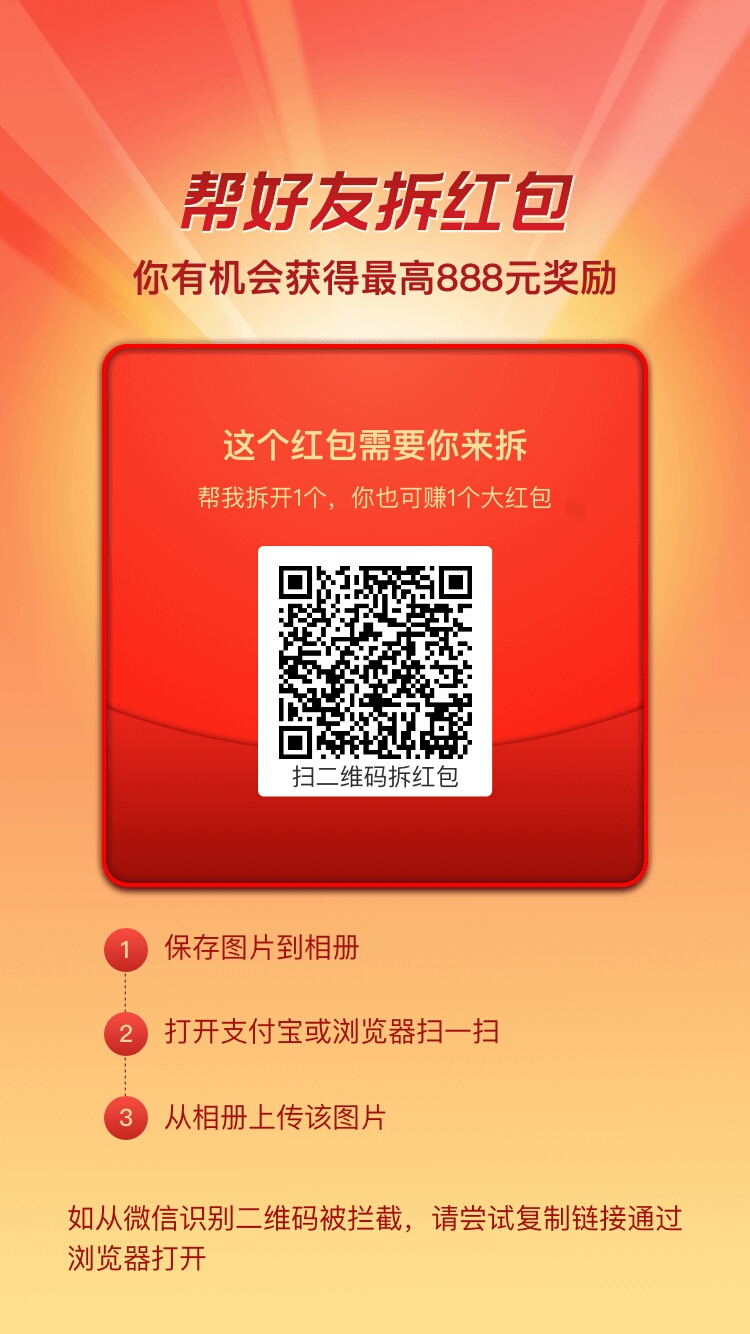 帮好友拆红包
你有机会获得最高888元奖励
这个红包需要你来拆
帮我拆开1个，你也可赚1个大红包
扫二维码拆红包
1 保存图片到相册
2 打开支付宝或浏览器扫一扫
3 从相册上传该图片
如从微信识别二维码被拦截，请尝试复制链接通过
浏览器打开